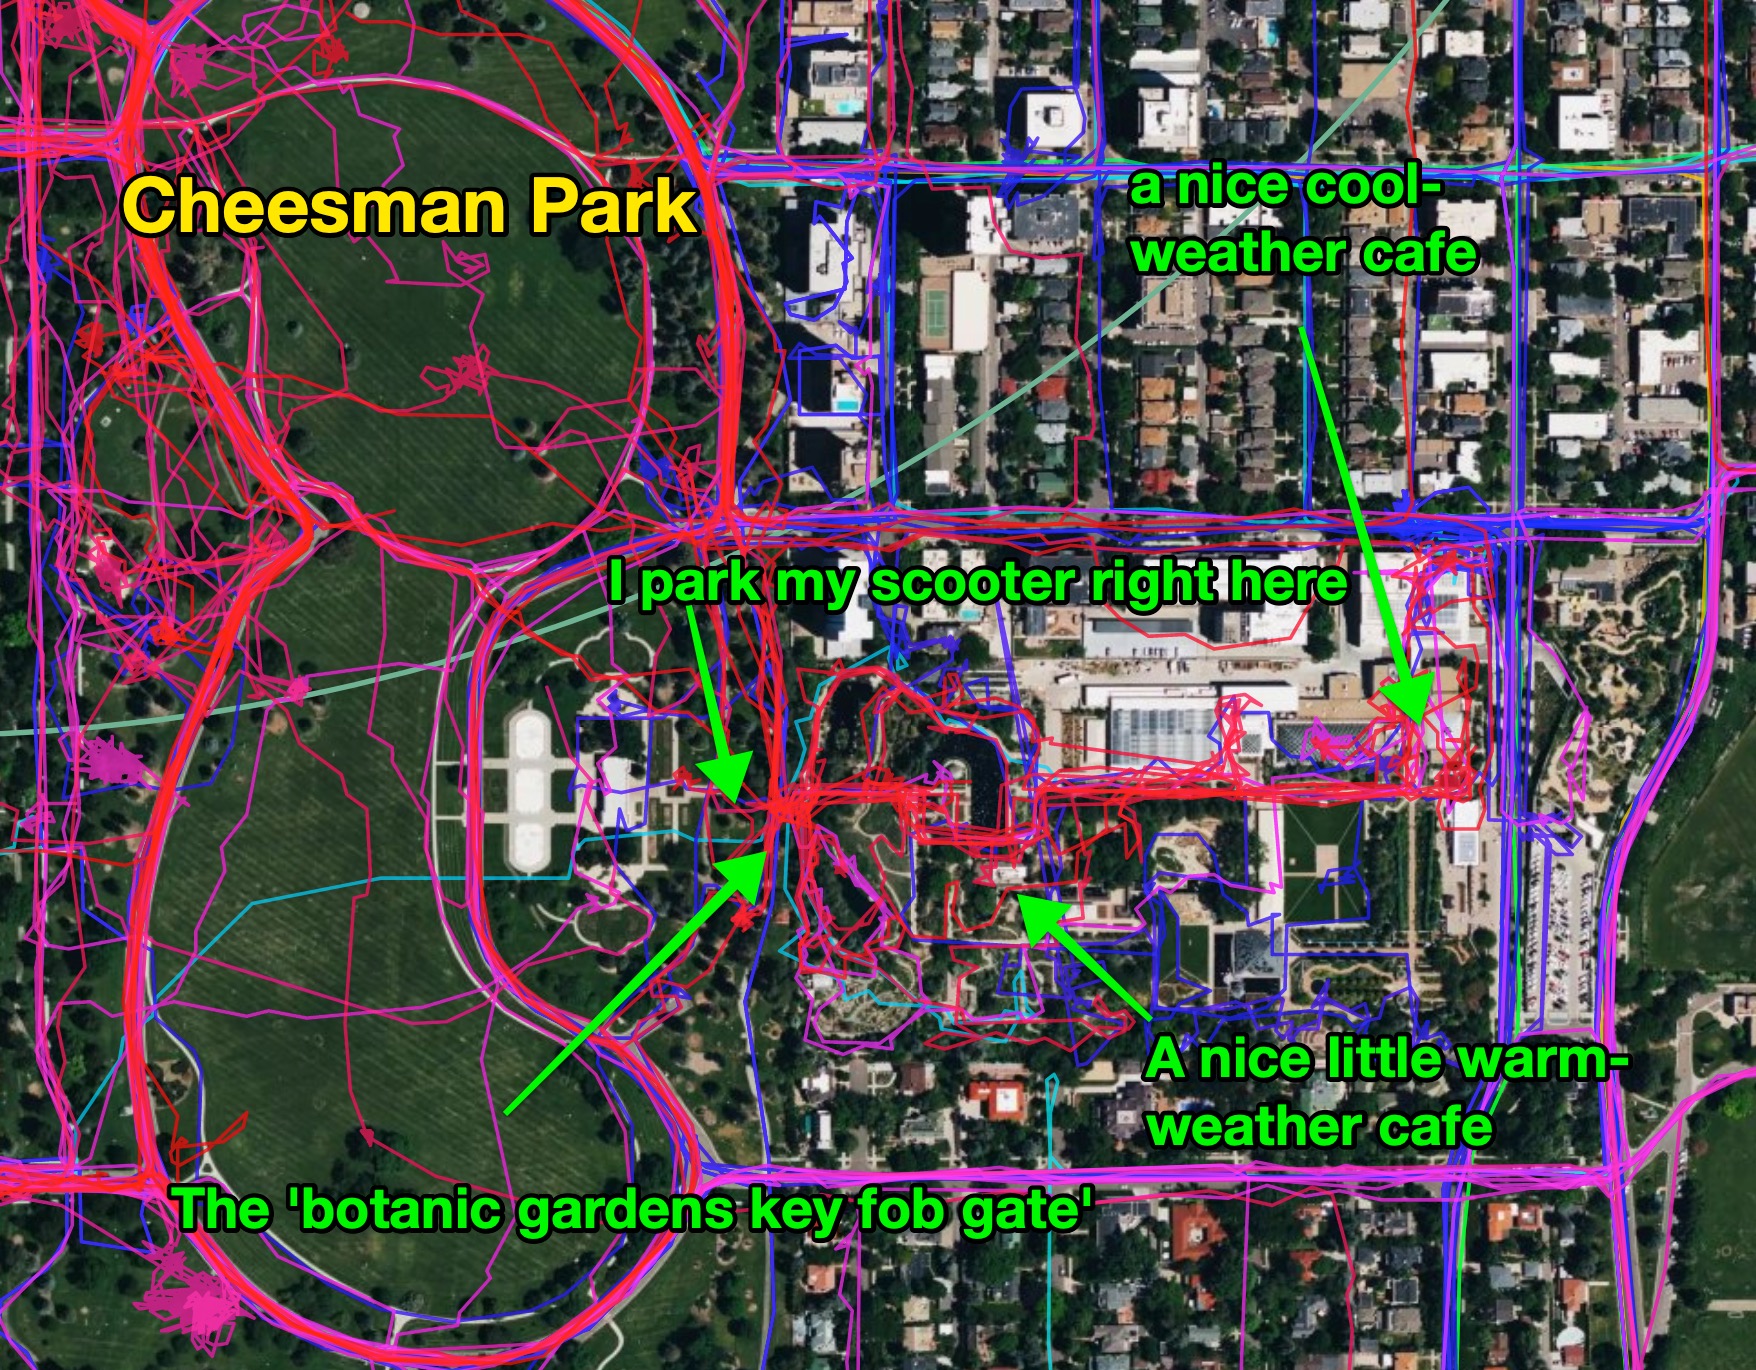 Cheesman Park
a nice cool-
weather cafe
I park my scooter right here
A nice little warm-
weather cafe
The 'botanic gardens key fob gate'